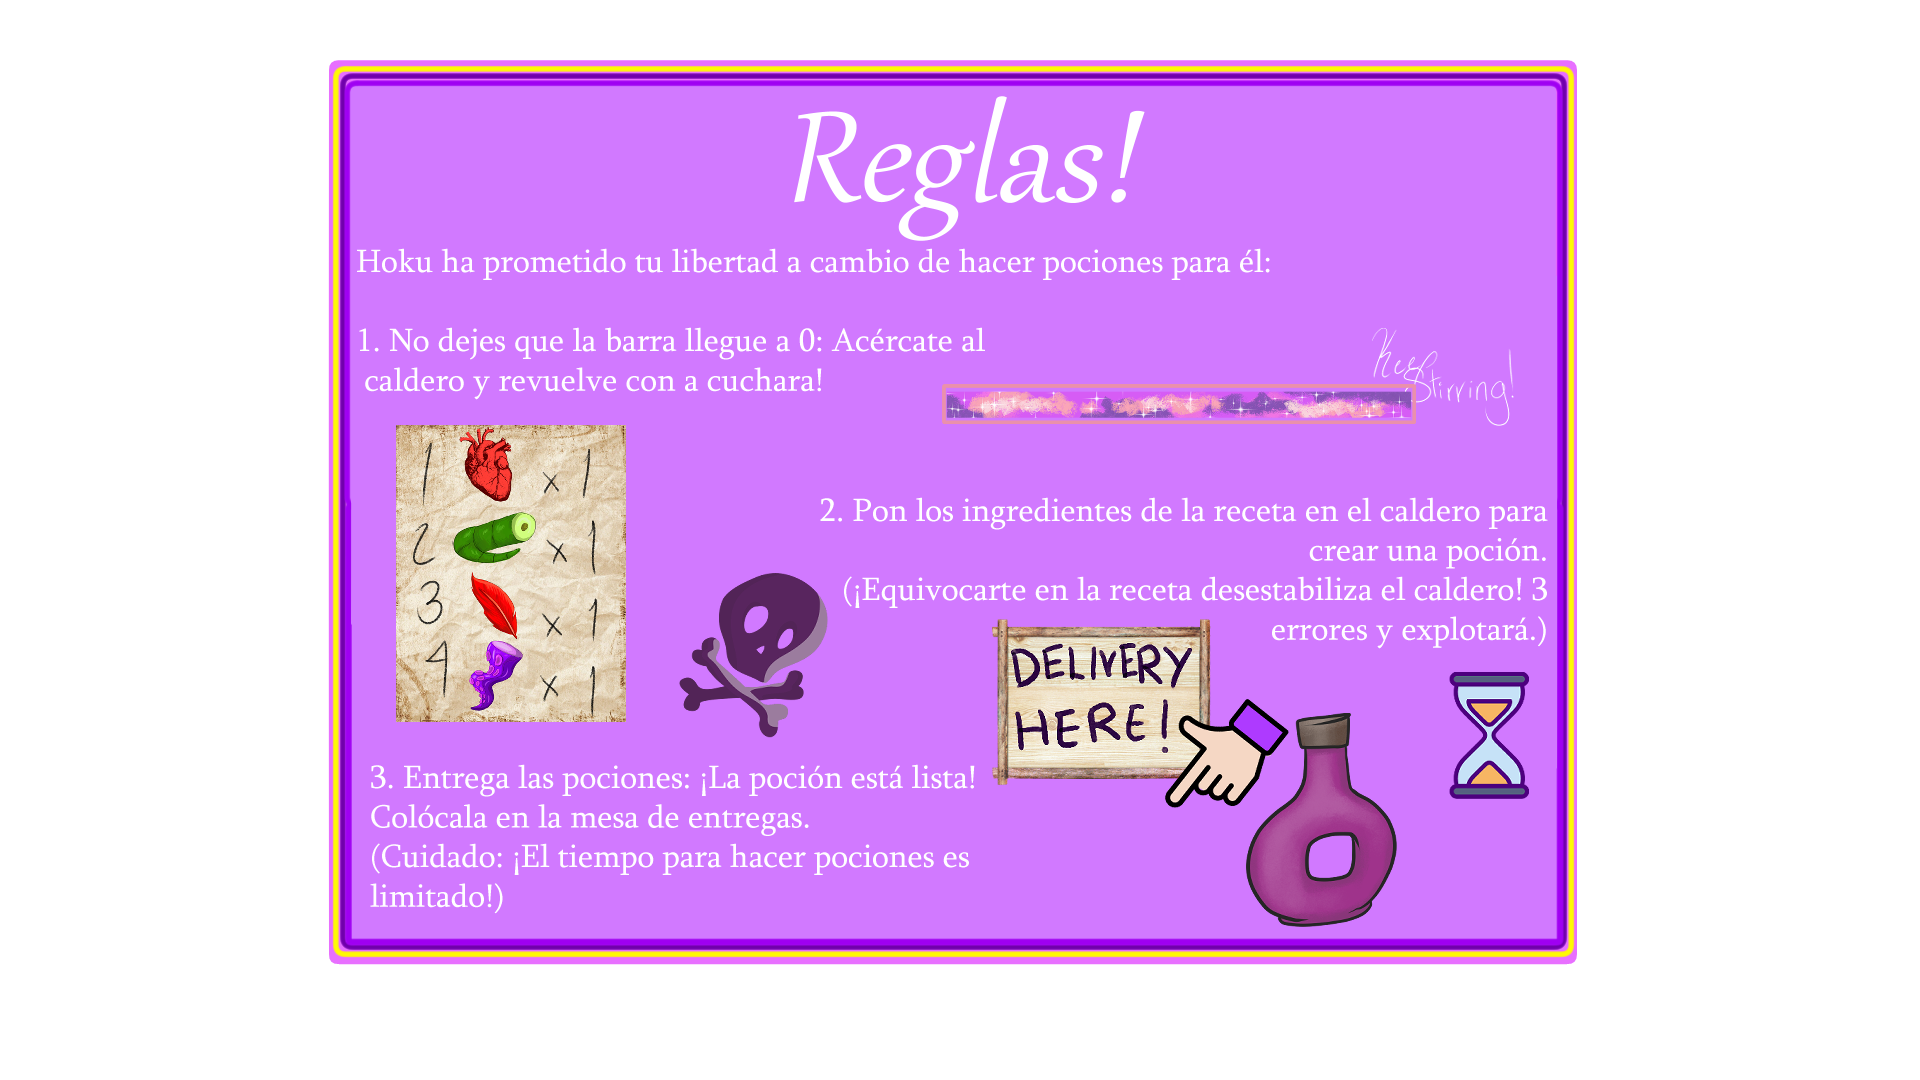 Reglas!
Hoku ha prometido tu libertad a cambio de hacer pociones para él:
1. No dejes que la barra llegue a 0: Acércate al
caldero y revuelve con a cuchara!
Keep
Stirring!
1 x 1
2 x 1
3 x 1
4 x 1
2. Pon los ingredientes de la receta en el caldero para
crear una poción.
(¡Equivocarte en la receta desestabiliza el caldero! 3
errores y explotará.)
DELIVERY
HERE!
3. Entrega las pociones: ¡La poción está lista!
Colócala en la mesa de entregas.
(Cuidado: ¡El tiempo para hacer pociones es
limitado!)